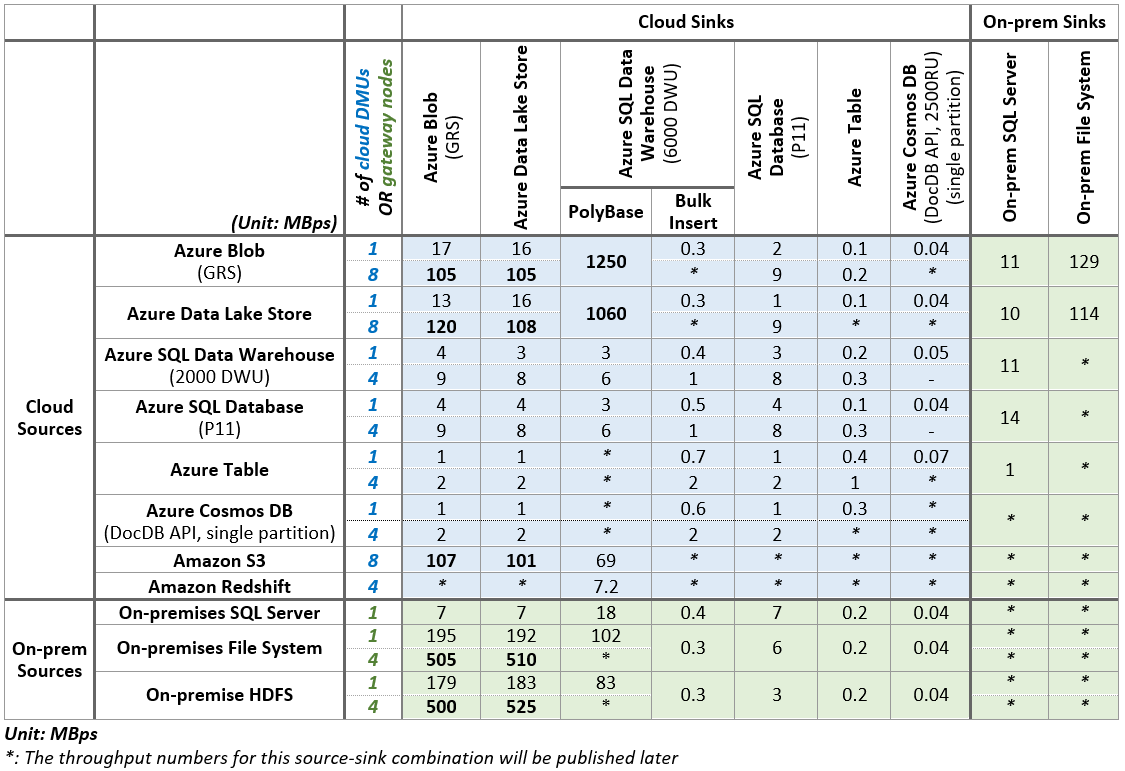 Cloud Sinks On-prem Sinks
(Unit: MBps)
# of cloud DMUs
OR gateway nodes
Azure Blob
(GRS)
Azure Data Lake Store
Azure SQL Data
Warehouse
(6000 DWU)
PolyBase
Bulk
Insert
Azure SQL
Database
(P11)
Azure Table
Azure Cosmos DB
(DocDB API, 2500RU)
(single partition)
On-prem SQL Server
On-prem File System
Cloud
Sources
Azure Blob
(GRS)
1 17 16 1250 0.3 2 0.1 0.04 11 129
8 105 105 * 9 0.2 *
Azure Data Lake Store
1 13 16 1060 0.3 1 0.1 0.04 10 114
8 120 108 * 9 * *
Azure SQL Data Warehouse
(2000 DWU)
1 4 3 3 0.4 3 0.2 0.05 11 *
4 9 8 6 1 8 0.3 -
Azure SQL Database
(P11)
1 4 4 3 0.5 4 0.1 0.04 14 *
4 9 8 6 1 8 0.3 -
Azure Table
1 1 1 * 0.7 1 0.4 0.07 1 *
4 2 2 * 2 2 1 *
Azure Cosmos DB
(DocDB API, single partition)
1 1 1 * 0.6 1 0.3 * * *
4 2 2 * 2 2 * *
Amazon S3 8 107 101 69 * * * * * *
Amazon Redshift 4 * * 7.2 * * * * * *
On-prem
Sources
On-premises SQL Server 1 7 7 18 0.4 7 0.2 0.04 * *
On-premises File System
1 195 192 102 0.3 6 0.2 0.04 * *
4 505 510 * * *
On-premise HDFS
1 179 183 83 0.3 3 0.2 0.04 * *
4 500 525 * * *
Unit: MBps
*: The throughput numbers for this source-sink combination will be published later